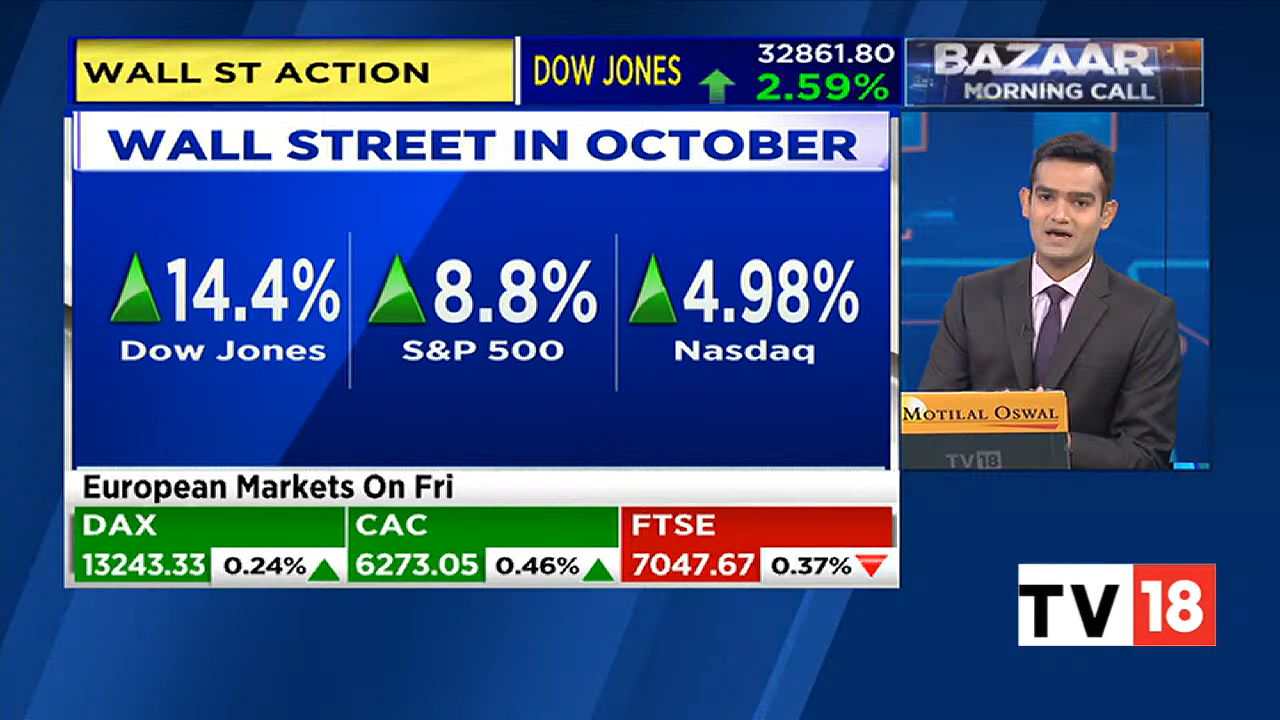 WALL ST ACTION
DOW JONES
32861.80
2.59%
BAZAAR
MORNING CALL
WALL STREET IN OCTOBER
14.4%
Dow Jones
8.8%
S&P 500
4.98%
Nasdaq
MOTILAL OSWAL
TV18
European Markets On Fri
DAX
13243.33 0.24%
CAC
6273.05 0.46%
FTSE
7047.67 0.37%
TV18